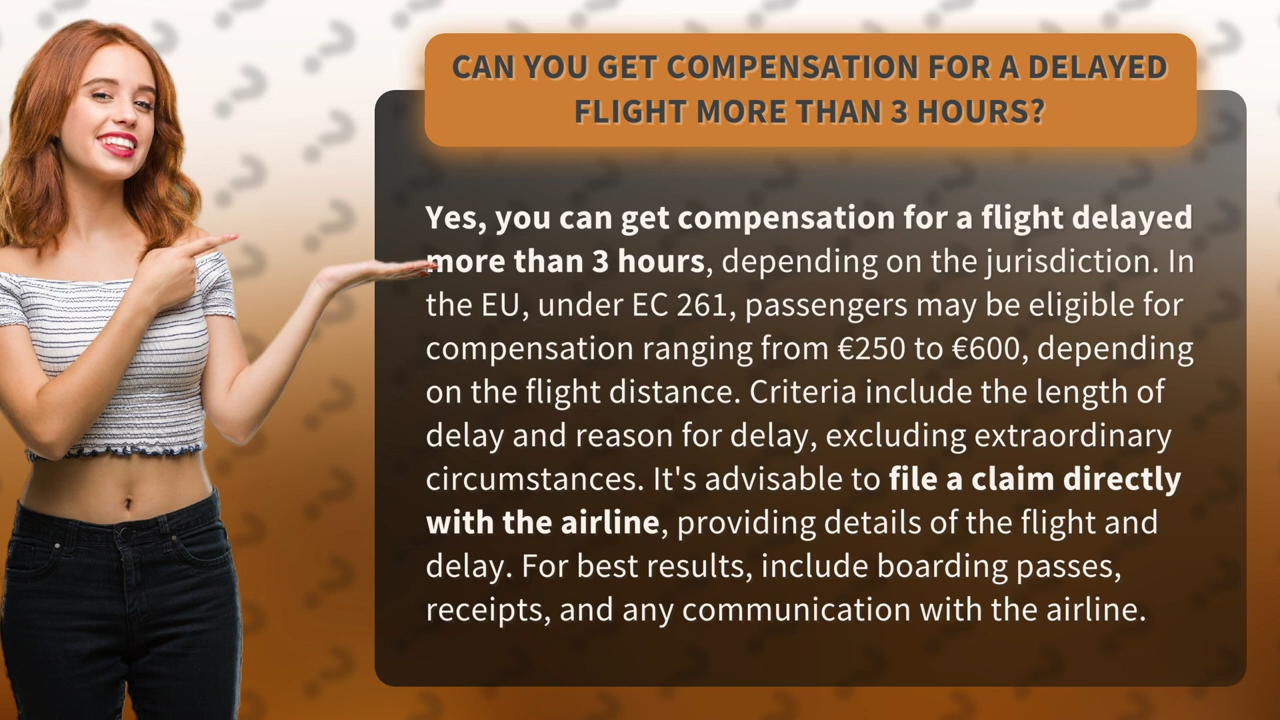 CAN YOU GET COMPENSATION FOR A DELAYED
FLIGHT MORE THAN 3 HOURS?
Yes, you can get compensation for a flight delayed
more than 3 hours, depending on the jurisdiction. In
the EU, under EC 261, passengers may be eligible for
compensation ranging from €250 to €600, depending
on the flight distance. Criteria include the length of
delay and reason for delay, excluding extraordinary
circumstances. It's advisable to file a claim directly
with the airline, providing details of the flight and
delay. For best results, include boarding passes,
receipts, and any communication with the airline.